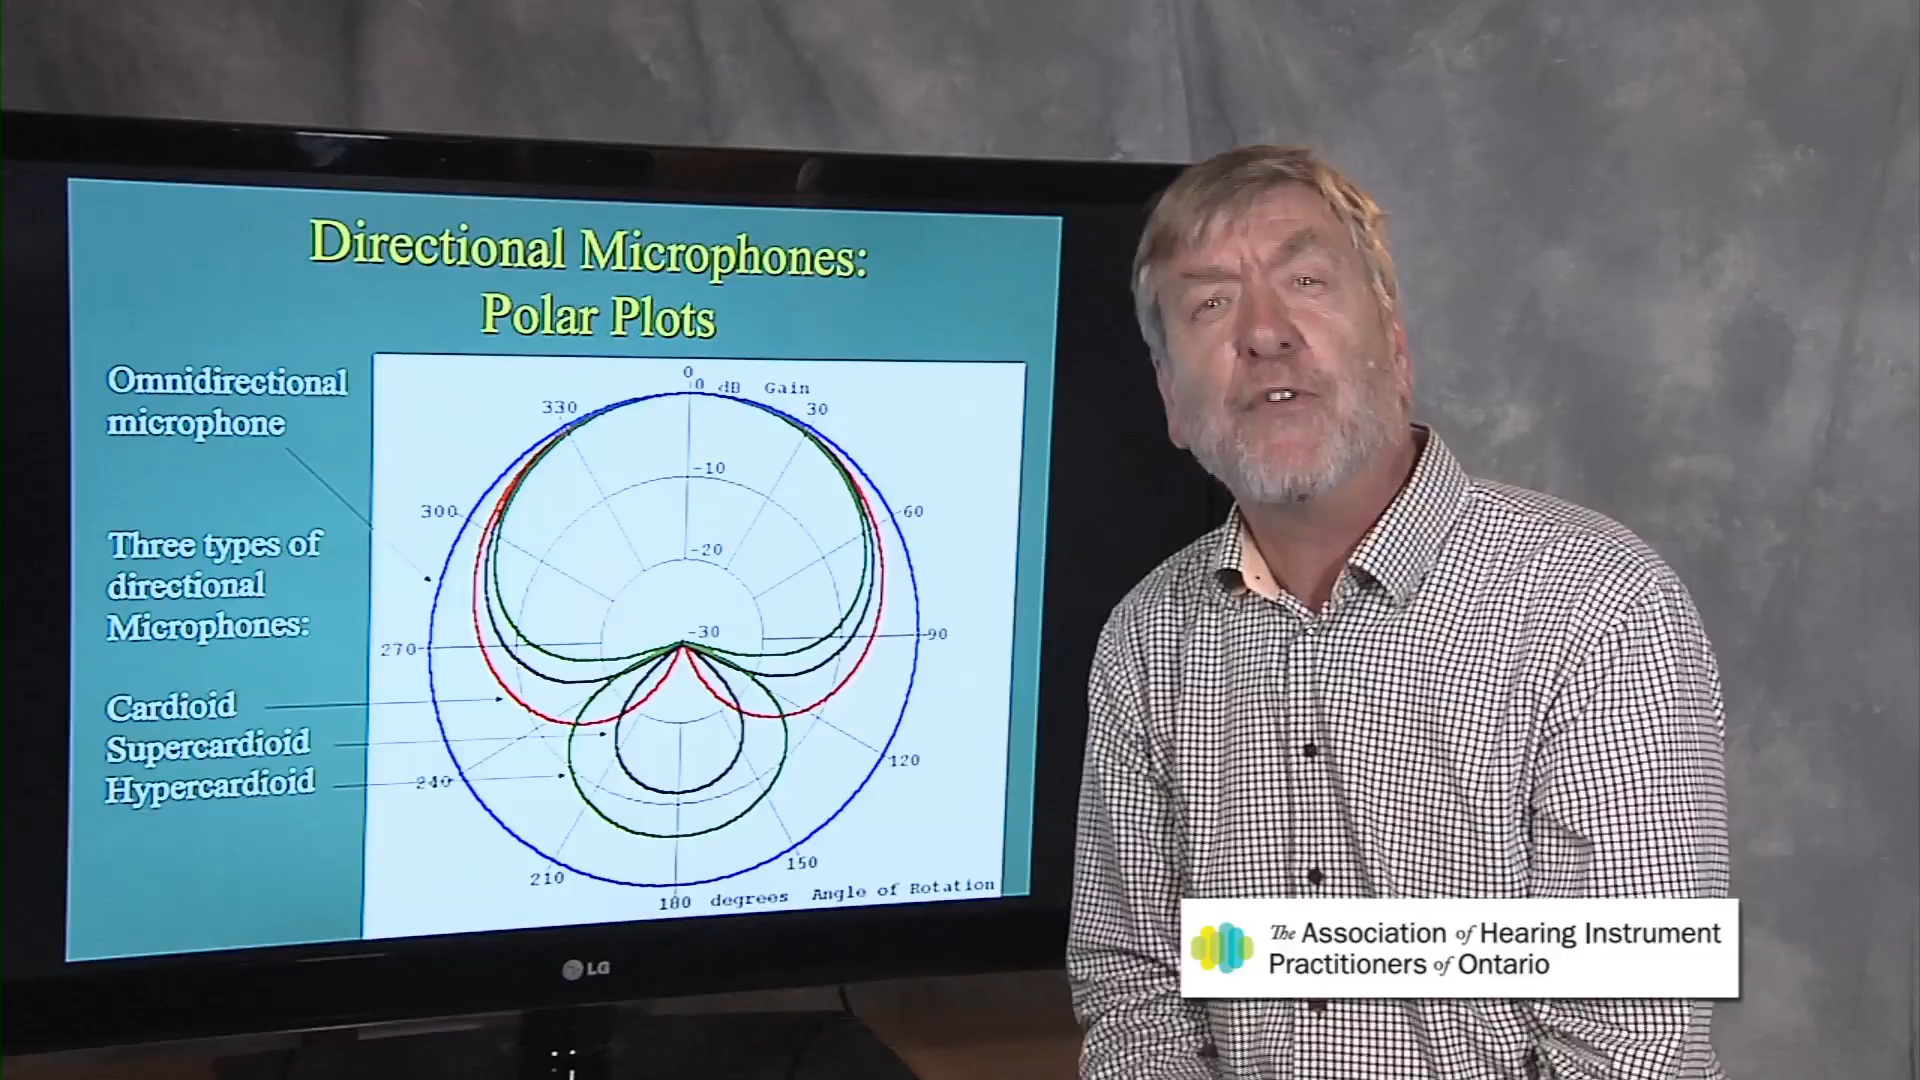 Directional Microphones:
Polar Plots
Omnidirectional
microphone
Three types of
directional
Microphones:
Cardioid
Supercardioid
Hypercardioid
0
0 dB Gain
330
30
-10
300
60
-20
-30
270
90
240
120
210
150
180 degrees Angle of Rotation
LG
The Association of Hearing Instrument
Practitioners of Ontario